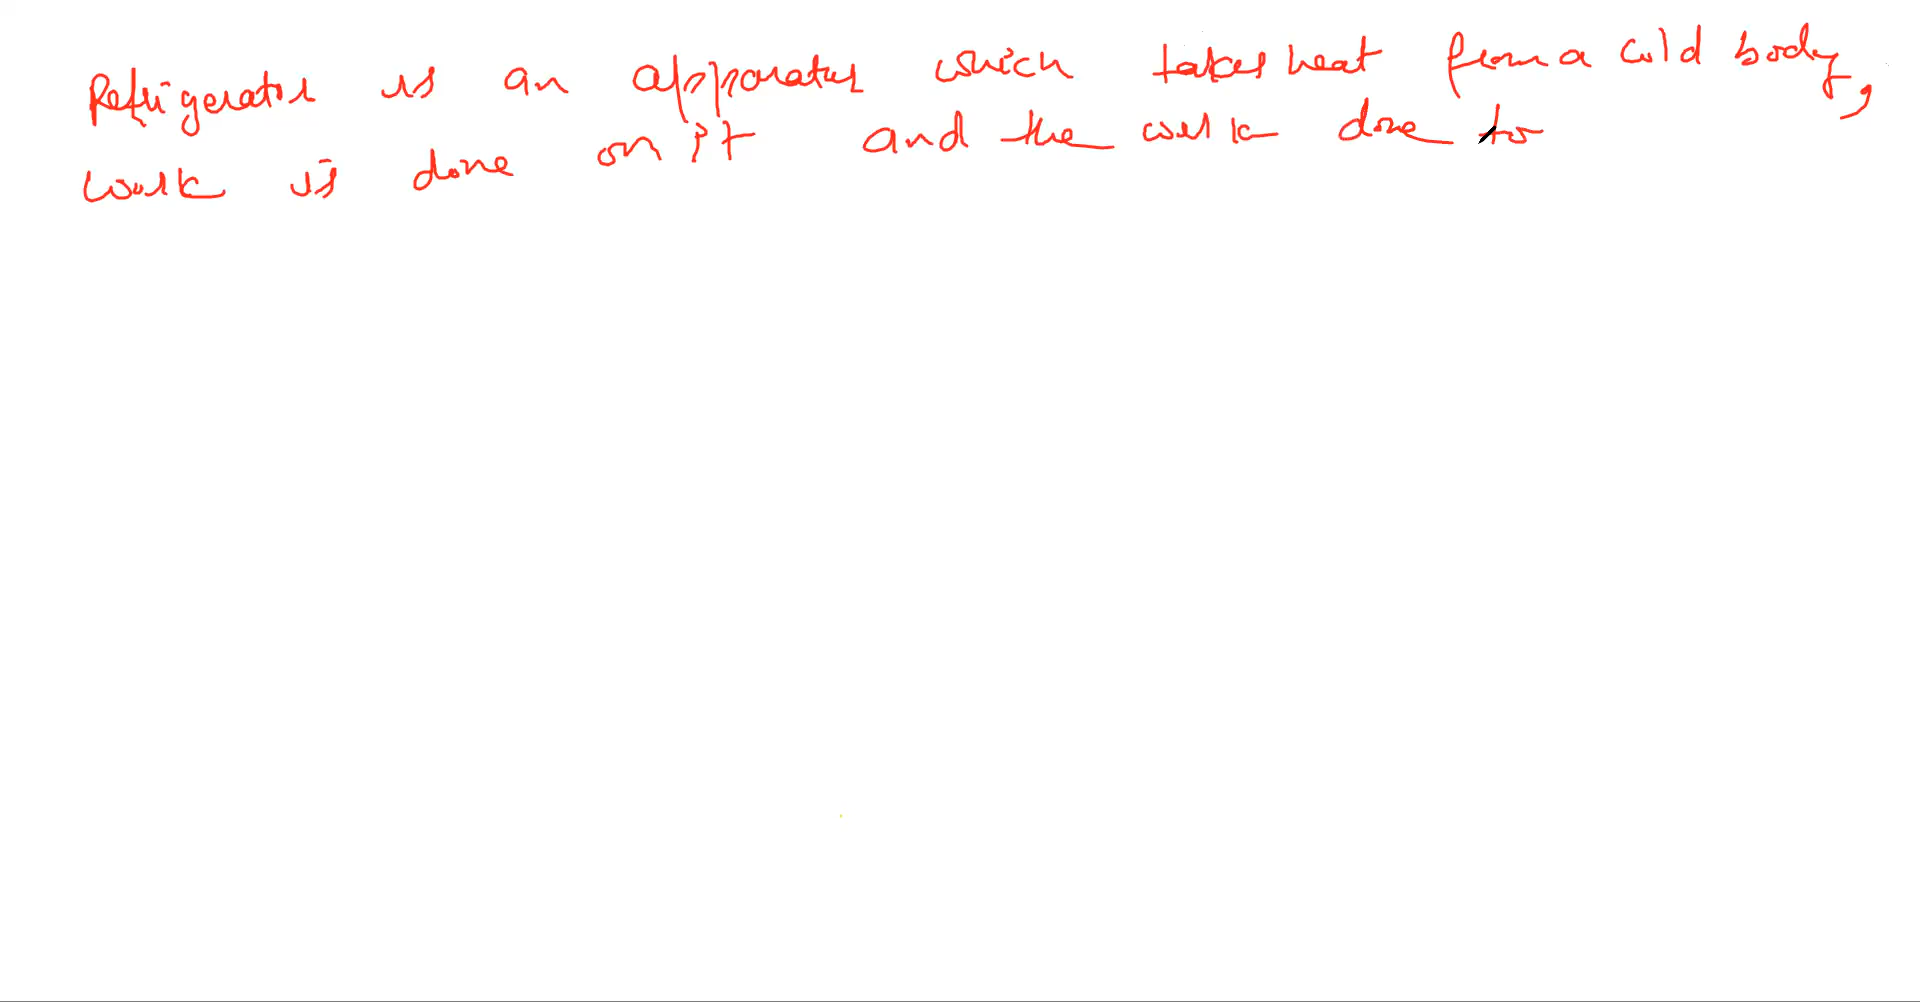 Refrigerator is an apparatus which takes heat from a cold body,
work is done on it and the work done to